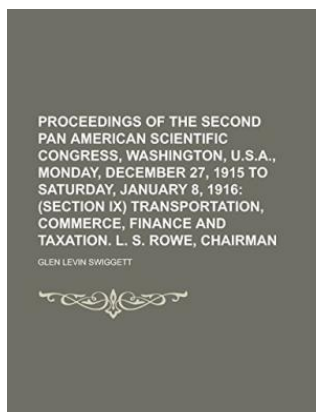 PROCEEDINGS OF THE SECOND
PAN AMERICAN SCIENTIFIC
CONGRESS, WASHINGTON, U.S.A.,
MONDAY, DECEMBER 27, 1915 TO
SATURDAY, JANUARY 8, 1916:
(SECTION IX) TRANSPORTATION,
COMMERCE, FINANCE AND
TAXATION. L. S. ROWE, CHAIRMAN
GLEN LEVIN SWIGGETT